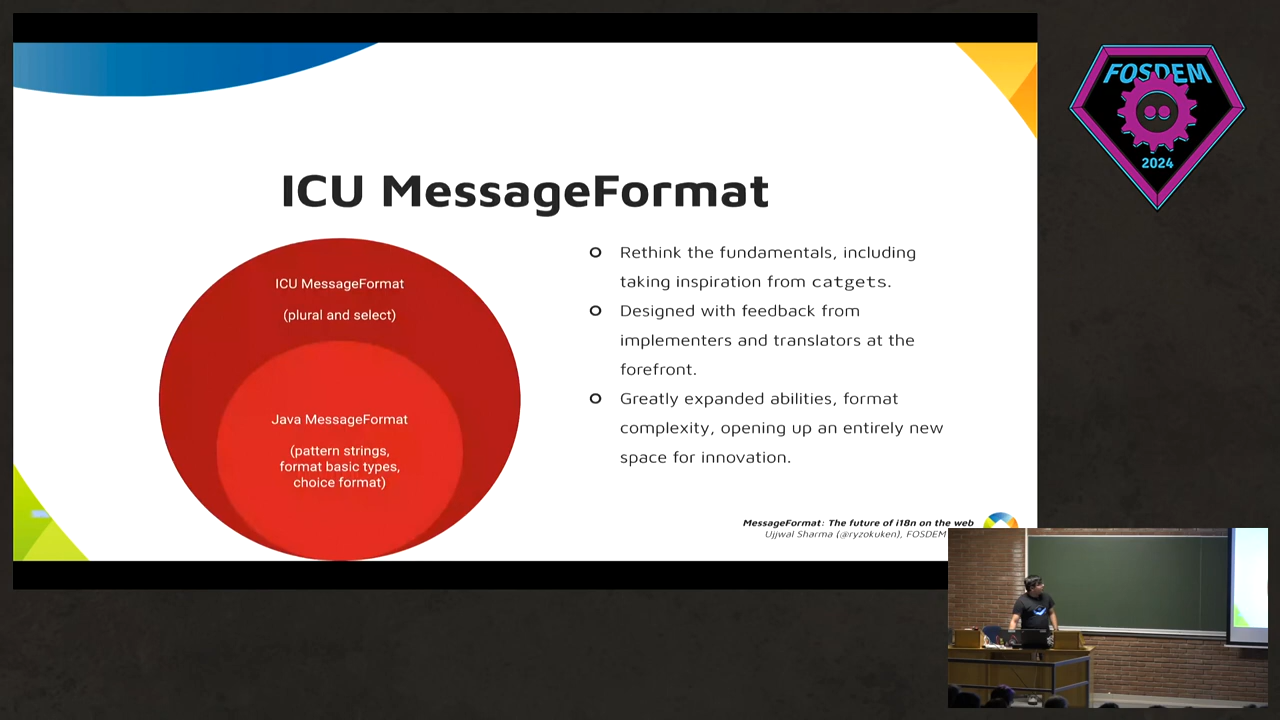 FOSDEM
2024
ICU MessageFormat
ICU MessageFormat
(plural and select)
Java MessageFormat
(pattern strings,
format basic types,
choice format)
Rethink the fundamentals, including
taking inspiration from catgets.
Designed with feedback from
implementers and translators at the
forefront.
Greatly expanded abilities, format
complexity, opening up an entirely new
space for innovation.
MessageFormat: The future of i18n on the web
Ujjwal Sharma (@ryzokuken), FOSDEM